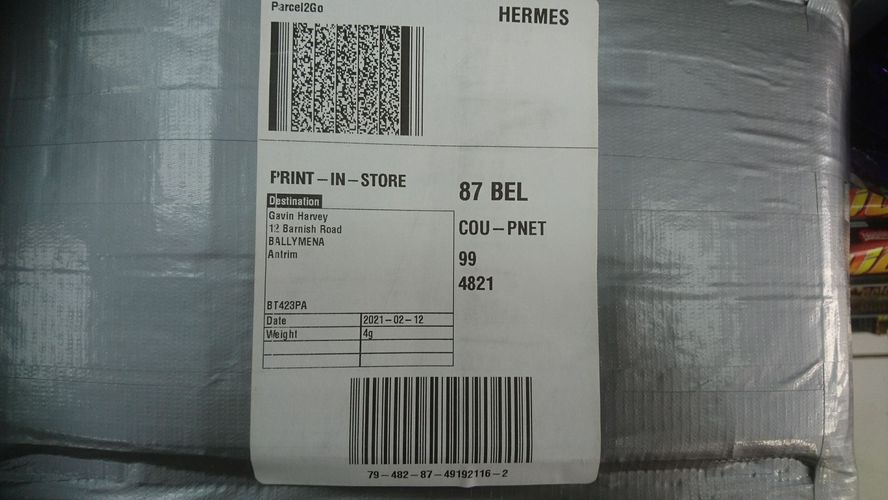 Parcel2Go
HERMES
PRINT-IN-STORE
87 BEL
Destination
Gavin Harvey
12 Barnish Road
BALLYMENA
Antrim
COU-PNET
99
4821
BT423PA
Date 2021-02-12
Weight 4g
79-482-87-49192116-2